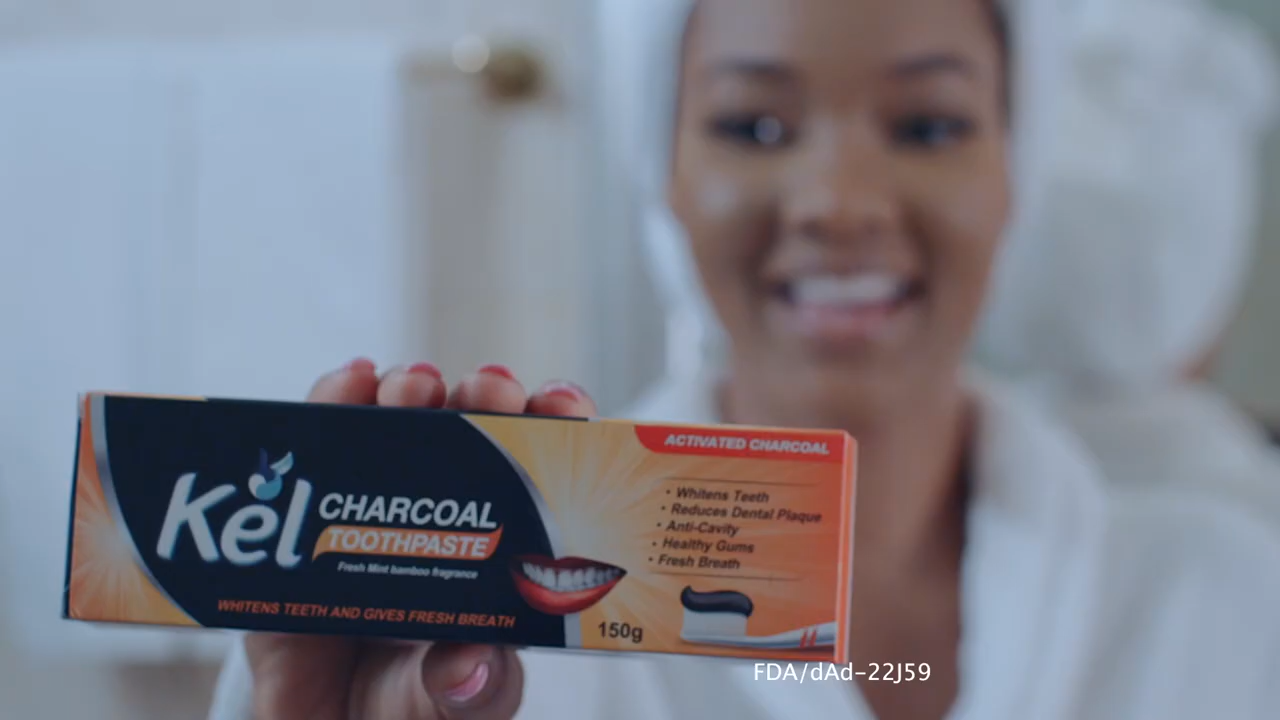 Kel
CHARCOAL
TOOTHPASTE
Fresh Mint bamboo fragrance
WHITENS TEETH AND GIVES FRESH BREATH
150g
ACTIVATED CHARCOAL
• Whitens Teeth
• Reduces Dental Plaque
• Anti-Cavity
• Healthy Gums
• Fresh Breath
FDA/dAd-22J59